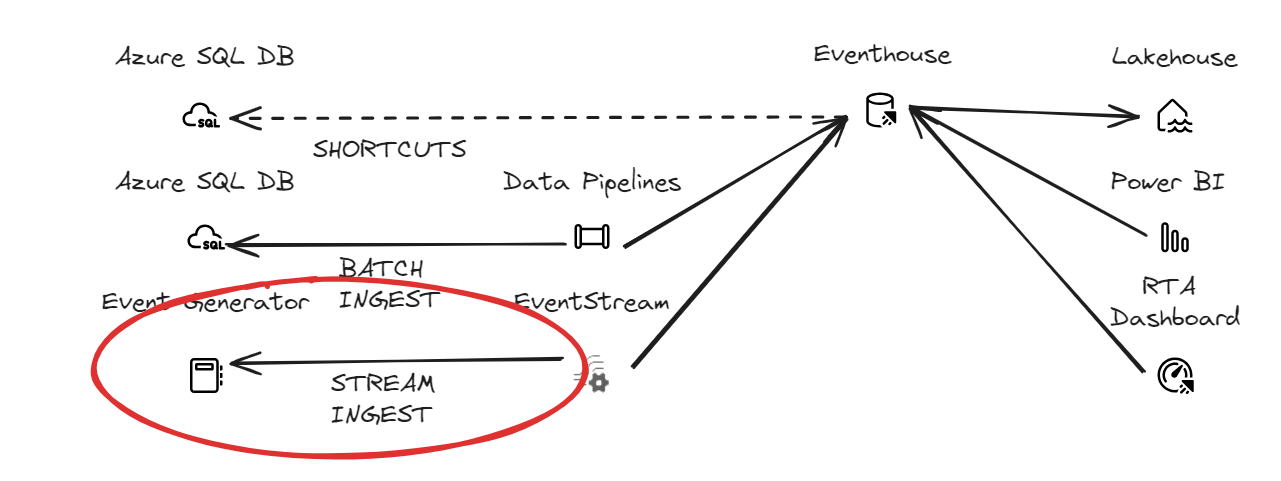 Azure SQL DB
Eventhouse
Lakehouse
SQL
SHORTCUTS
Azure SQL DB
Data Pipelines
Power BI
SQL
BATCH
INGEST
Event Generator
EventStream
RTA
Dashboard
STREAM
INGEST